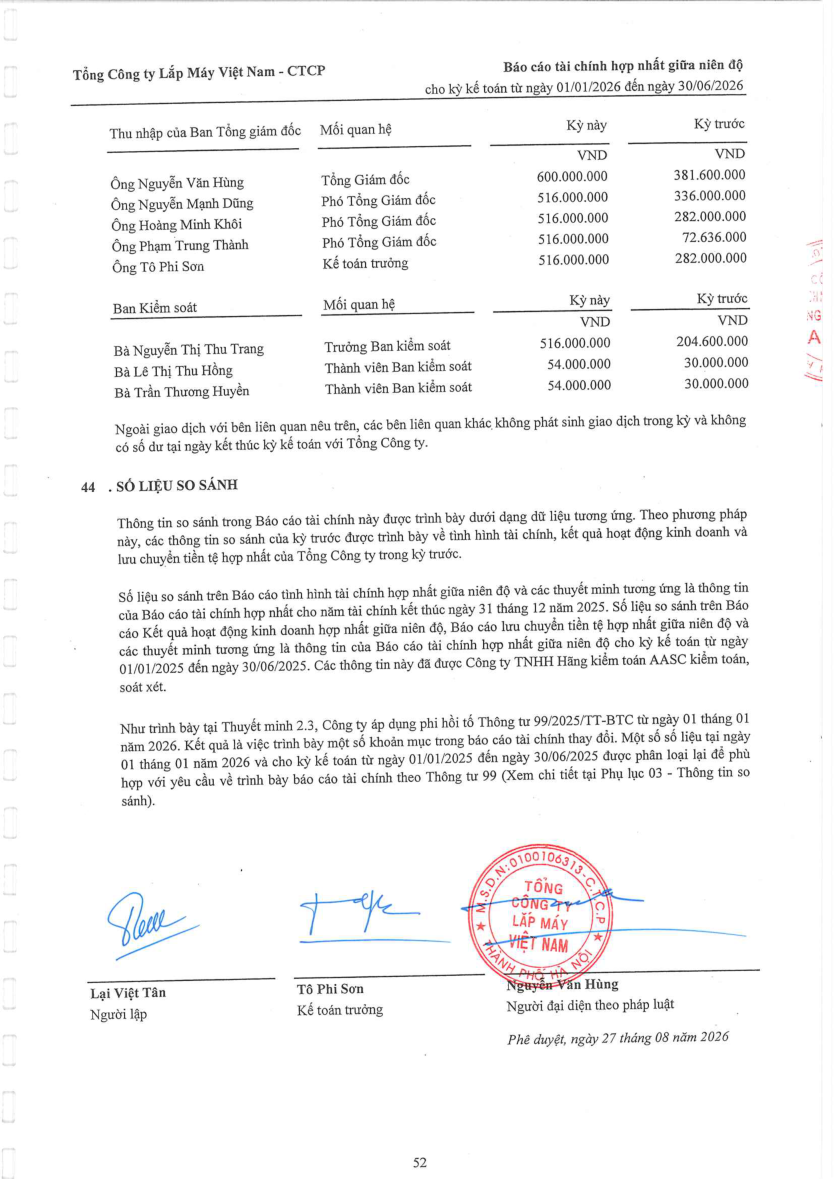 Tổng Công ty Lắp Máy Việt Nam - CTCP
Báo cáo tài chính hợp nhất giữa niên độ
cho kỳ kế toán từ ngày 01/01/2026 đến ngày 30/06/2026
Thu nhập của Ban Tổng giám đốc Mối quan hệ Kỳ này Kỳ trước
VND VND
Ông Nguyễn Văn Hùng Tổng Giám đốc 600.000.000 381.600.000
Ông Nguyễn Mạnh Dũng Phó Tổng Giám đốc 516.000.000 336.000.000
Ông Hoàng Minh Khôi Phó Tổng Giám đốc 516.000.000 282.000.000
Ông Phạm Trung Thành Phó Tổng Giám đốc 516.000.000 72.636.000
Ông Tô Phi Sơn Kế toán trưởng 516.000.000 282.000.000
Ban Kiểm soát Mối quan hệ Kỳ này Kỳ trước
VND VND
Bà Nguyễn Thị Thu Trang Trưởng Ban kiểm soát 516.000.000 204.600.000
Bà Lê Thị Thu Hồng Thành viên Ban kiểm soát 54.000.000 30.000.000
Bà Trần Thương Huyền Thành viên Ban kiểm soát 54.000.000 30.000.000
Ngoài giao dịch với bên liên quan nêu trên, các bên liên quan khác không phát sinh giao dịch trong kỳ và không
có số dư tại ngày kết thúc kỳ kế toán với Tổng Công ty.
44 . SỐ LIỆU SO SÁNH
Thông tin so sánh trong Báo cáo tài chính này được trình bày dưới dạng dữ liệu tương ứng. Theo phương pháp
này, các thông tin so sánh của kỳ trước được trình bày về tình hình tài chính, kết quả hoạt động kinh doanh và
lưu chuyển tiền tệ hợp nhất của Tổng Công ty trong kỳ trước.
Số liệu so sánh trên Báo cáo tình hình tài chính hợp nhất giữa niên độ và các thuyết minh tương ứng là thông tin
của Báo cáo tài chính hợp nhất cho năm tài chính kết thúc ngày 31 tháng 12 năm 2025. Số liệu so sánh trên Báo
cáo Kết quả hoạt động kinh doanh hợp nhất giữa niên độ, Báo cáo lưu chuyển tiền tệ hợp nhất giữa niên độ và
các thuyết minh tương ứng là thông tin của Báo cáo tài chính hợp nhất giữa niên độ cho kỳ kế toán từ ngày
01/01/2025 đến ngày 30/06/2025. Các thông tin này đã được Công ty TNHH Hãng kiểm toán AASC kiểm toán,
soát xét.
Như trình bày tại Thuyết minh 2.3, Công ty áp dụng phi hồi tố Thông tư 99/2025/TT-BTC từ ngày 01 tháng 01
năm 2026. Kết quả là việc trình bày một số khoản mục trong báo cáo tài chính thay đổi. Một số số liệu tại ngày
01 tháng 01 năm 2026 và cho kỳ kế toán từ ngày 01/01/2025 đến ngày 30/06/2025 được phân loại lại để phù
hợp với yêu cầu về trình bày báo cáo tài chính theo Thông tư 99 (Xem chi tiết tại Phụ lục 03 - Thông tin so
sánh).
M.S.D.N:0100106313-C.T.C.P
TỔNG
CÔNG TY
LẮP MÁY
VIỆT NAM
THÀNH PHỐ HÀ NỘI
Lại Việt Tân
Người lập
Tô Phi Sơn
Kế toán trưởng
Nguyễn Văn Hùng
Người đại diện theo pháp luật
Phê duyệt, ngày 27 tháng 08 năm 2026
52